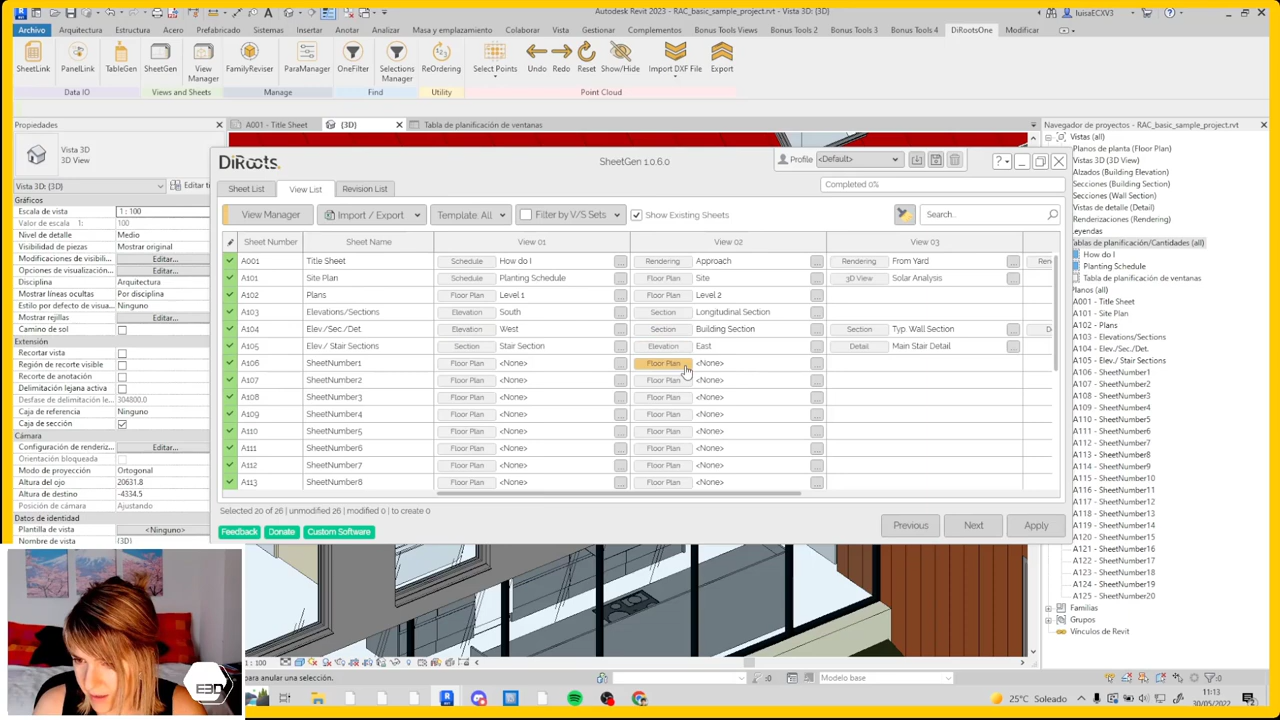 Autodesk Revit 2023 - RAC_basic_sample_project.rvt - Vista 3D: {3D}
luisaECXV3
Archivo Arquitectura Estructura Acero Prefabricado Sistemas Insertar Anotar Analizar Masa y emplazamiento Colaborar Vista Gestionar Complementos Bonus Tools Views Bonus Tools 2 Bonus Tools 3 Bonus Tools 4 DiRootsOne Modificar
SheetLink PanelLink TableGen SheetGen View Manager FamilyReviser ParaManager OneFilter Selections Manager ReOrdering Select Points Undo Redo Reset Show/Hide Import DXF File Export
Data IO Views and Sheets Manage Find Utility Point Cloud
Propiedades
A001 - Title Sheet {3D} Tabla de planificación de ventanas
Navegador de proyectos - RAC_basic_sample_project.rvt
Vista 3D
3D View
Vista 3D: {3D} Editar ti
Gráficos
Escala de vista 1 : 100
Valor de escala 1: 100
Nivel de detalle Medio
Visibilidad de piezas Mostrar original
Modificaciones de visibili... Editar...
Opciones de visualización... Editar...
Disciplina Arquitectura
Mostrar líneas ocultas Por disciplina
Estilo por defecto de visua... Ninguno
Mostrar rejillas Editar...
Camino de sol
Extensión
Recortar vista
Región de recorte visible
Recorte de anotación
Delimitación lejana activa
Desfase de delimitación le... 304800.0
Caja de referencia Ninguno
Caja de sección
Cámara
Configuración de renderiz... Editar...
Orientación bloqueada
Modo de proyección Ortogonal
Altura del ojo 20631.8
Altura de destino -4334.5
Posición de cámara Ajustando
Datos de identidad
Plantilla de vista <Ninguno>
Nombre de vista {3D}
DiRoots.
SheetGen 1.0.6.0
Profile <Default>
?
Sheet List View List Revision List
Completed 0%
View Manager Import / Export Template: All Filter by V/S Sets Show Existing Sheets Search...
Sheet Number Sheet Name View 01 View 02 View 03
A001 Title Sheet Schedule How do I ... Rendering Approach ... Rendering From Yard ... Ren
A101 Site Plan Schedule Planting Schedule ... Floor Plan Site ... 3D View Solar Analysis ...
A102 Plans Floor Plan Level 1 ... Floor Plan Level 2 ...
A103 Elevations/Sections Elevation South ... Section Longitudinal Section ...
A104 Elev./Sec./Det. Elevation West ... Section Building Section ... Section Typ. Wall Section ... D
A105 Elev./ Stair Sections Section Stair Section ... Elevation East ... Detail Main Stair Detail ...
A106 SheetNumber1 Floor Plan <None> ... Floor Plan <None> ...
A107 SheetNumber2 Floor Plan <None> ... Floor Plan <None> ...
A108 SheetNumber3 Floor Plan <None> ... Floor Plan <None> ...
A109 SheetNumber4 Floor Plan <None> ... Floor Plan <None> ...
A110 SheetNumber5 Floor Plan <None> ... Floor Plan <None> ...
A111 SheetNumber6 Floor Plan <None> ... Floor Plan <None> ...
A112 SheetNumber7 Floor Plan <None> ... Floor Plan <None> ...
A113 SheetNumber8 Floor Plan <None> ... Floor Plan <None> ...
Selected 20 of 26 | unmodified 26 | modified 0 | to create 0
Feedback Donate Custom Software
Previous Next Apply
Vistas (all)
Planos de planta (Floor Plan)
Vistas 3D (3D View)
Alzados (Building Elevation)
Secciones (Building Section)
Secciones (Wall Section)
Vistas de detalle (Detail)
Renderizaciones (Rendering)
Leyendas
Tablas de planificación/Cantidades (all)
How do I
Planting Schedule
Tabla de planificación de ventanas
Planos (all)
A001 - Title Sheet
A101 - Site Plan
A102 - Plans
A103 - Elevations/Sections
A104 - Elev./Sec./Det.
A105 - Elev./ Stair Sections
A106 - SheetNumber1
A107 - SheetNumber2
A108 - SheetNumber3
A109 - SheetNumber4
A110 - SheetNumber5
A111 - SheetNumber6
A112 - SheetNumber7
A113 - SheetNumber8
A114 - SheetNumber9
A115 - SheetNumber10
A116 - SheetNumber11
A117 - SheetNumber12
A118 - SheetNumber13
A119 - SheetNumber14
A120 - SheetNumber15
A121 - SheetNumber16
A122 - SheetNumber17
A123 - SheetNumber18
A124 - SheetNumber19
A125 - SheetNumber20
Familias
Grupos
Vínculos de Revit
1 : 100
para anular una selección.
:0
Modelo base
:0
E3D
25°C Soleado
11:13
30/05/2022